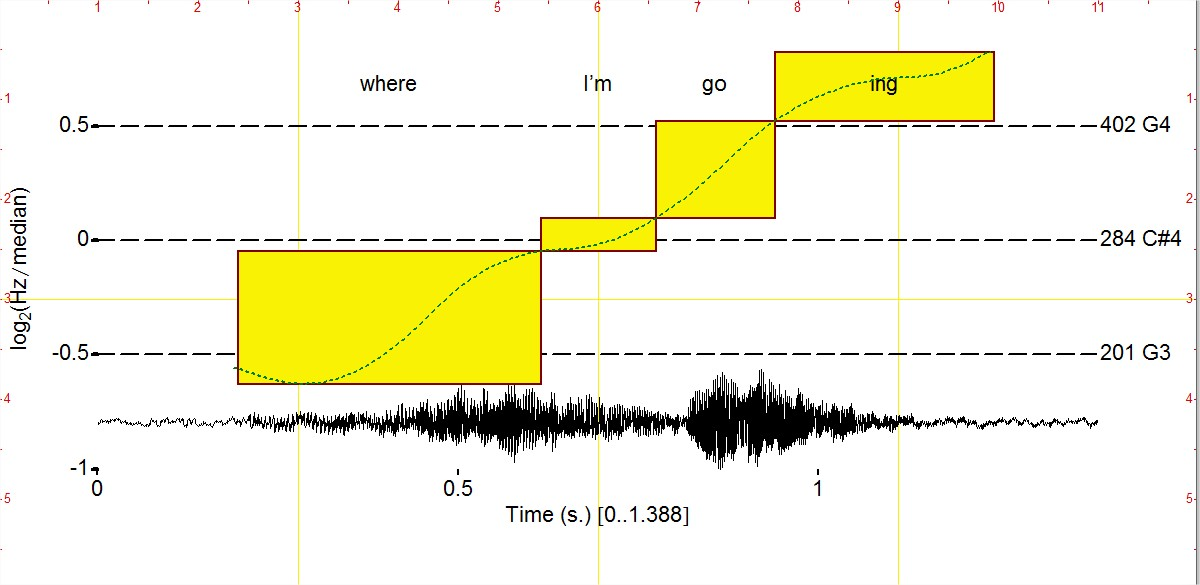 1 2 3 4 5 6 7 8 9 10 11
where I’m go ing
1 1
0.5 402 G4
2 2
0 284 C#4
3 3
log2(Hz/median)
-0.5 201 G3
4 4
-1
0 0.5 1
5 5
Time (s.) [0..1.388]